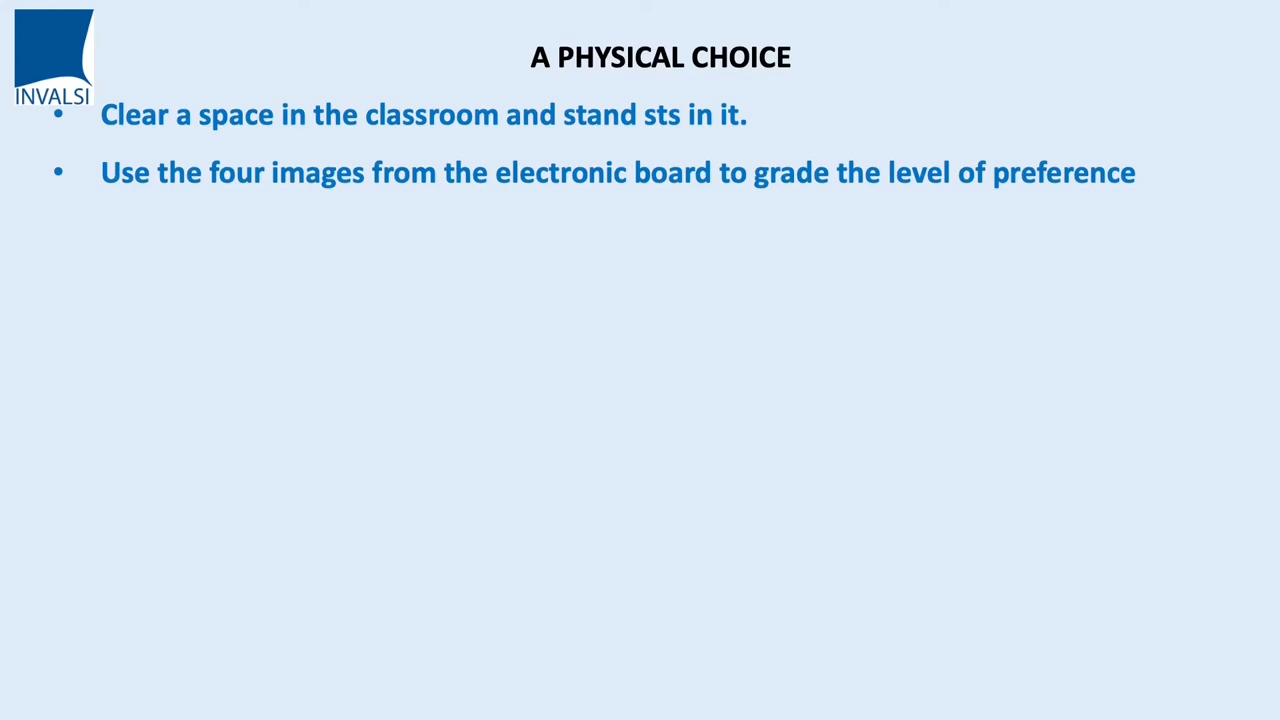 INVALSI
A PHYSICAL CHOICE
• Clear a space in the classroom and stand sts in it.
• Use the four images from the electronic board to grade the level of preference